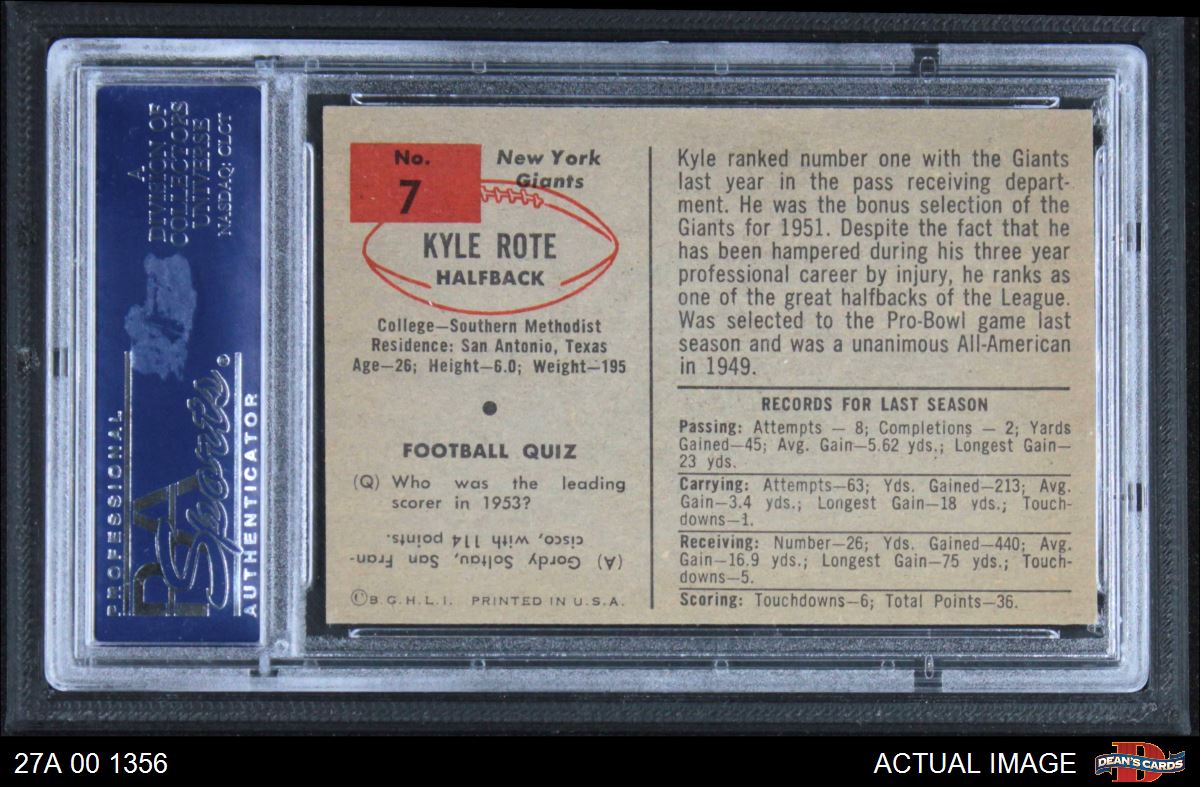 A
DIVISION OF
COLLECTORS
UNIVERSE
NASDAQ: CLCT
PROFESSIONAL
PSA
Sports
AUTHENTICATOR
No.
7
New York
Giants
KYLE ROTE
HALFBACK
College—Southern Methodist
Residence: San Antonio, Texas
Age—26; Height—6.0; Weight—195
FOOTBALL QUIZ
(Q) Who was the leading
scorer in 1953?
(A) Gordy Soltau, San Fran-
cisco, with 114 points.
©B.G.H.L.I. PRINTED IN U.S.A.
Kyle ranked number one with the Giants
last year in the pass receiving depart-
ment. He was the bonus selection of the
Giants for 1951. Despite the fact that he
has been hampered during his three year
professional career by injury, he ranks as
one of the great halfbacks of the League.
Was selected to the Pro-Bowl game last
season and was a unanimous All-American
in 1949.
RECORDS FOR LAST SEASON
Passing: Attempts — 8; Completions — 2; Yards
Gained—45; Avg. Gain—5.62 yds.; Longest Gain—
23 yds.
Carrying: Attempts—63; Yds. Gained—213; Avg.
Gain—3.4 yds.; Longest Gain—18 yds.; Touch-
downs—1.
Receiving: Number—26; Yds. Gained—440; Avg.
Gain—16.9 yds.; Longest Gain—75 yds.; Touch-
downs—5.
Scoring: Touchdowns—6; Total Points—36.
27A 00 1356
ACTUAL IMAGE
D
DEAN'S CARDS